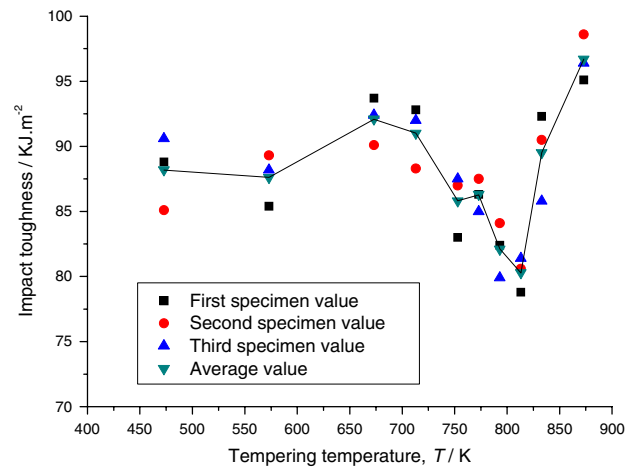 100
95
90
85
80
75
70
Impact toughness / KJ.m⁻²
First specimen value
Second specimen value
Third specimen value
Average value
400 450 500 550 600 650 700 750 800 850 900
Tempering temperature, T / K